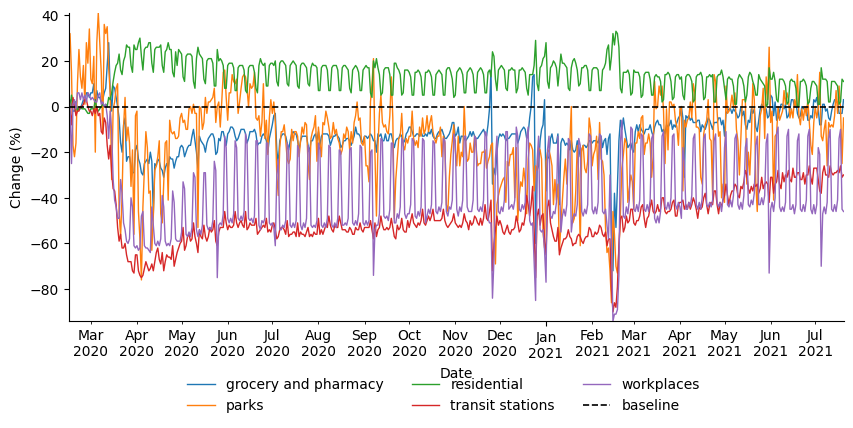 40
20
0
−20
−40
−60
−80
Change (%)
Mar Apr May Jun Jul Aug Sep Oct Nov Dec Jan Feb Mar Apr May Jun Jul
2020 2020 2020 2020 2020 2020 2020 2020 2020 2020 2021 2021 2021 2021 2021 2021 2021
Date
grocery and pharmacy residential workplaces
parks transit stations baseline